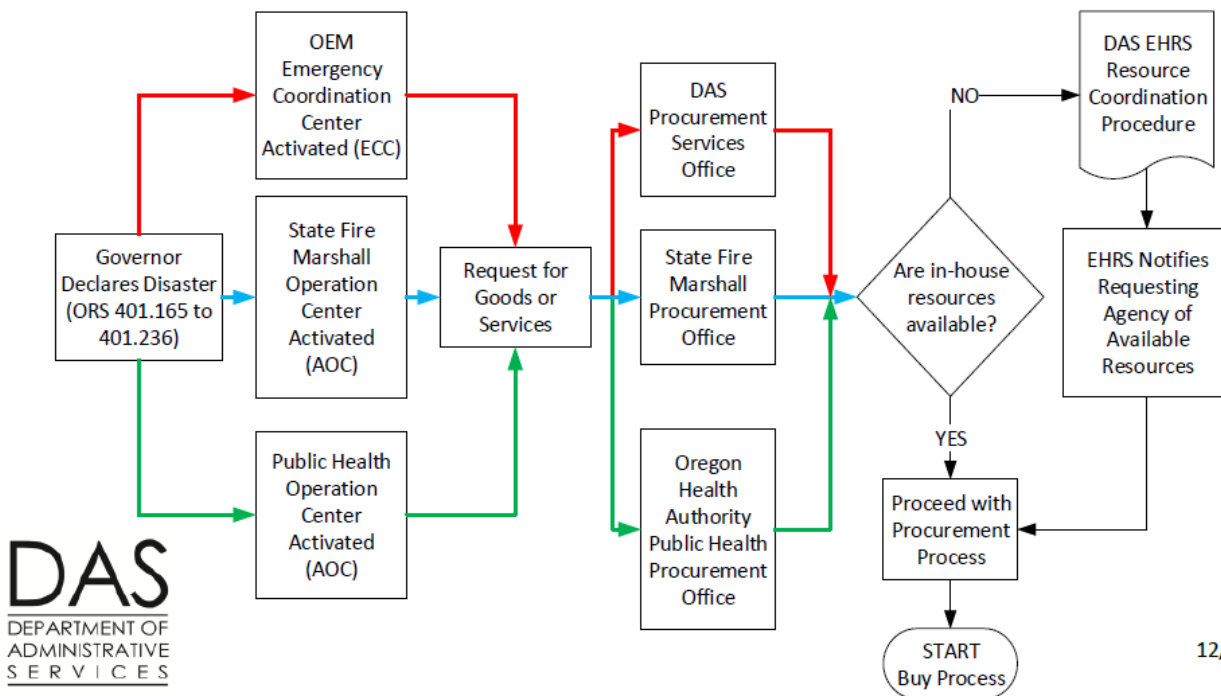 OEM
Emergency
Coordination
Center
Activated (ECC)
DAS
Procurement
Services
Office
NO
DAS EHRS
Resource
Coordination
Procedure
Governor
Declares Disaster
(ORS 401.165 to
401.236)
State Fire
Marshall
Operation
Center
Activated
(AOC)
Request for
Goods or
Services
State Fire
Marshall
Procurement
Office
Are in-house
resources
available?
EHRS Notifies
Requesting
Agency of
Available
Resources
YES
Public Health
Operation
Center
Activated
(AOC)
Oregon
Health
Authority
Public Health
Procurement
Office
Proceed with
Procurement
Process
START
Buy Process
DAS
DEPARTMENT OF
ADMINISTRATIVE
SERVICES
12/